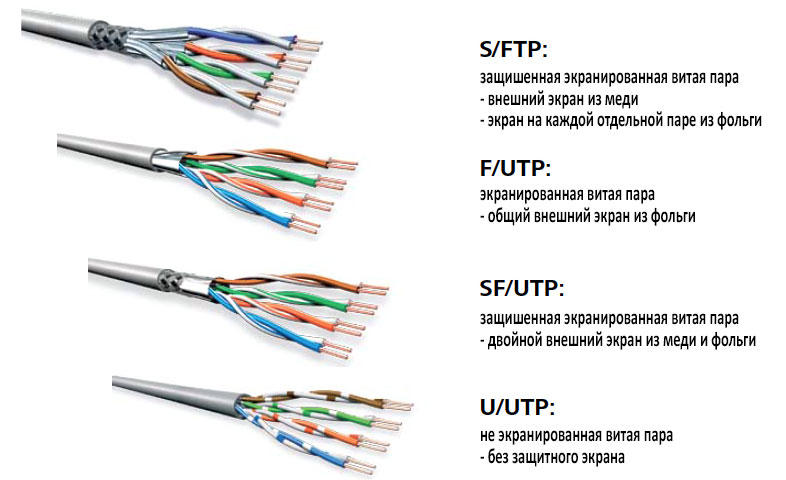 S/FTP:
защишенная экранированная витая пара
- внешний экран из меди
- экран на каждой отдельной паре из фольги
F/UTP:
экранированная витая пара
- общий внешний экран из фольги
SF/UTP:
защишенная экранированная витая пара
- двойной внешний экран из меди и фольги
U/UTP:
не экранированная витая пара
- без защитного экрана